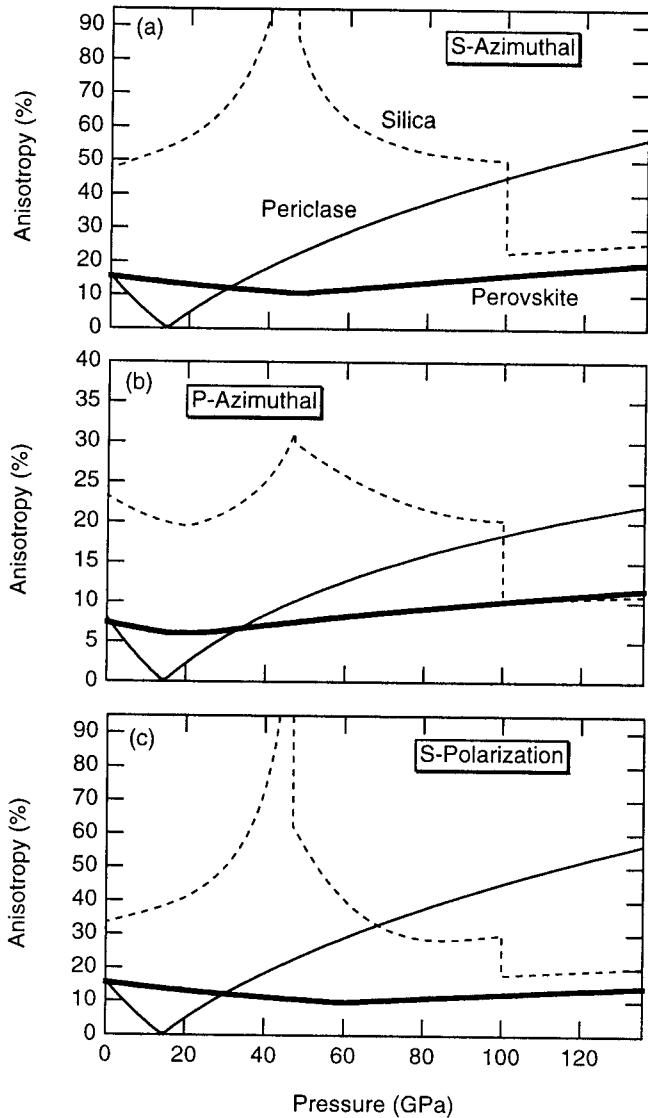 (a)
S-Azimuthal
Silica
Periclase
Perovskite
Anisotropy (%)
90
80
70
60
50
40
30
20
10
0
(b)
P-Azimuthal
Anisotropy (%)
40
35
30
25
20
15
10
5
0
(c)
S-Polarization
Anisotropy (%)
90
80
70
60
50
40
30
20
10
0
0 20 40 60 80 100 120
Pressure (GPa)